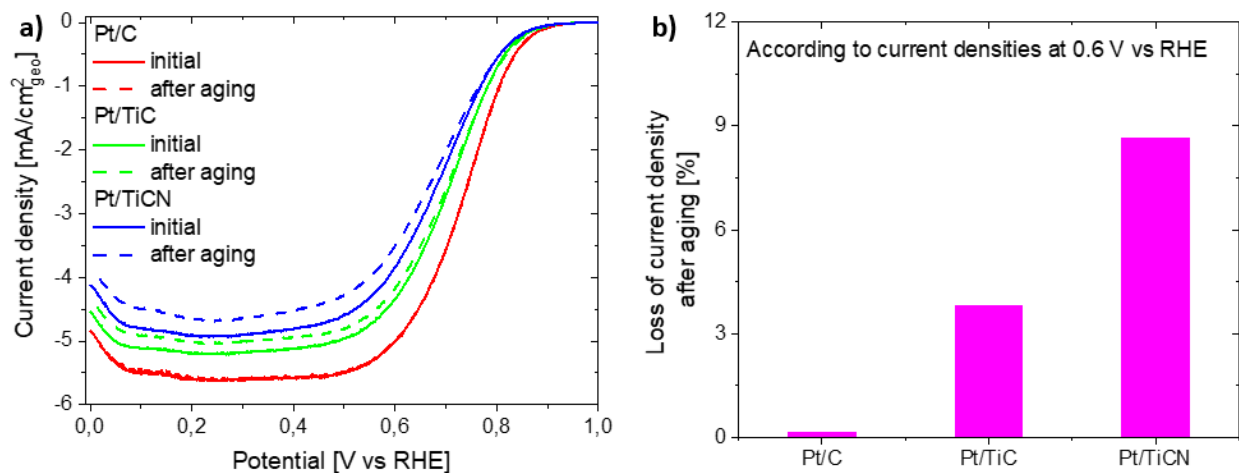 a)
Pt/C
initial
after aging
Pt/TiC
initial
after aging
Pt/TiCN
initial
after aging
0
-1
-2
-3
-4
-5
-6
Current density [mA/cm²geo]
0,0 0,2 0,4 0,6 0,8 1,0
Potential [V vs RHE]
b)
According to current densities at 0.6 V vs RHE
12
9
6
3
0
Loss of current density
after aging [%]
Pt/C Pt/TiC Pt/TiCN